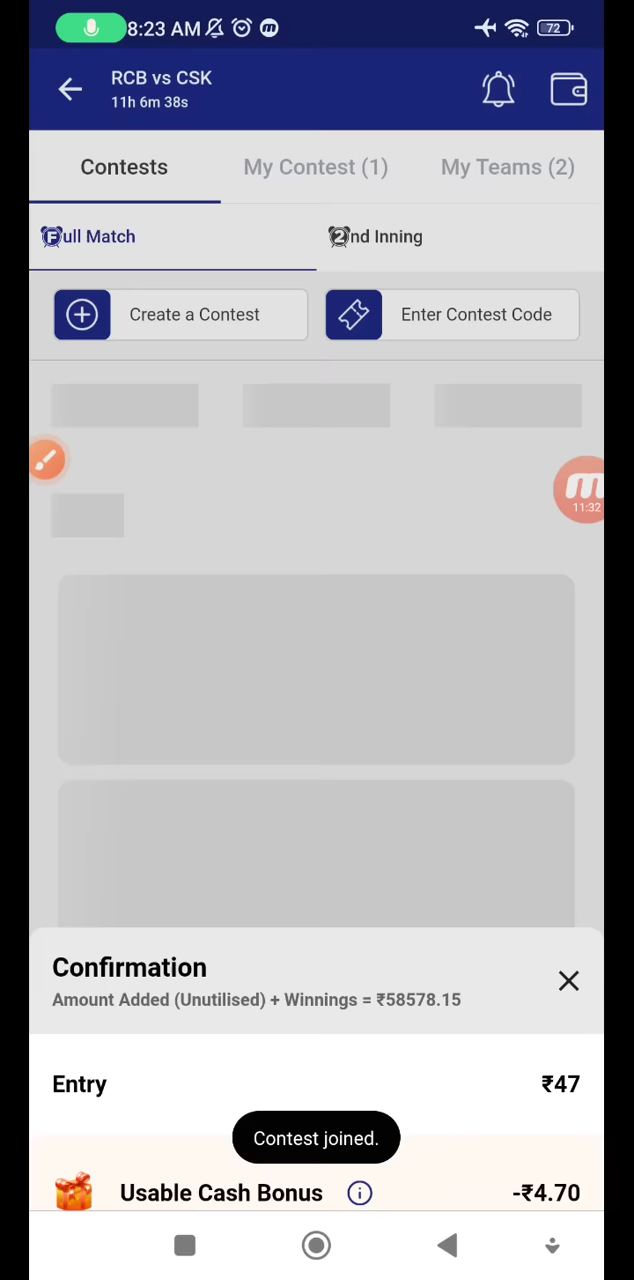 8:23 AM
72
RCB vs CSK
11h 6m 38s
Contests
My Contest (1)
My Teams (2)
Full Match
2nd Inning
Create a Contest
Enter Contest Code
m
11:32
Confirmation
Amount Added (Unutilised) + Winnings = ₹58578.15
Entry
₹47
Contest joined.
Usable Cash Bonus
-₹4.70